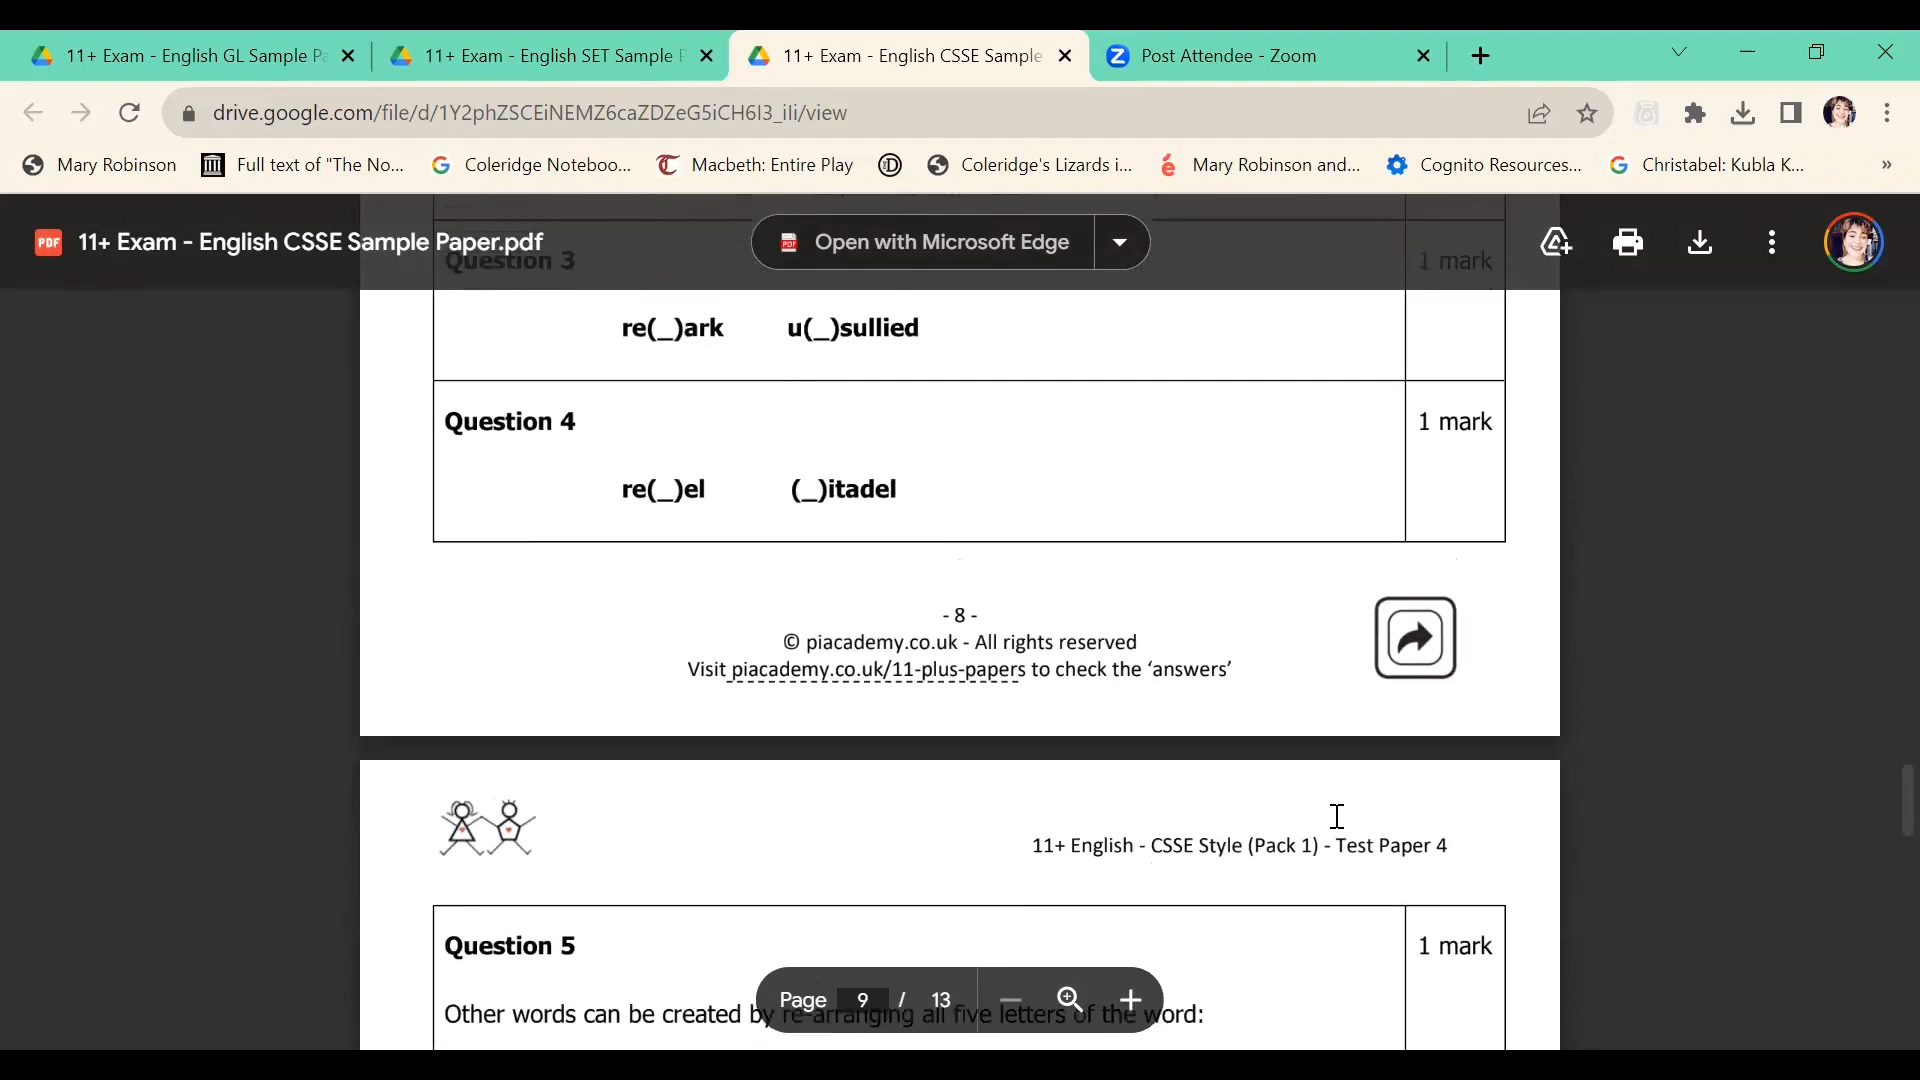 11+ Exam - English GL Sample Pa
11+ Exam - English SET Sample P
11+ Exam - English CSSE Sample
Post Attendee - Zoom
drive.google.com/file/d/1Y2phZSCEiNEMZ6caZDZeG5iCH6I3_ili/view
Mary Robinson
Full text of "The No...
Coleridge Noteboo...
Macbeth: Entire Play
Coleridge's Lizards i...
Mary Robinson and...
Cognito Resources...
Christabel: Kubla K...
»
PDF
11+ Exam - English CSSE Sample Paper.pdf
Open with Microsoft Edge
Question 3
1 mark
re(_)ark u(_)sullied
Question 4
1 mark
re(_)el (_)itadel
- 8 -
© piacademy.co.uk - All rights reserved
Visit piacademy.co.uk/11-plus-papers to check the ‘answers’
11+ English - CSSE Style (Pack 1) - Test Paper 4
Question 5
1 mark
Page 9 / 13
Other words can be created by re-arranging all five letters of the word: